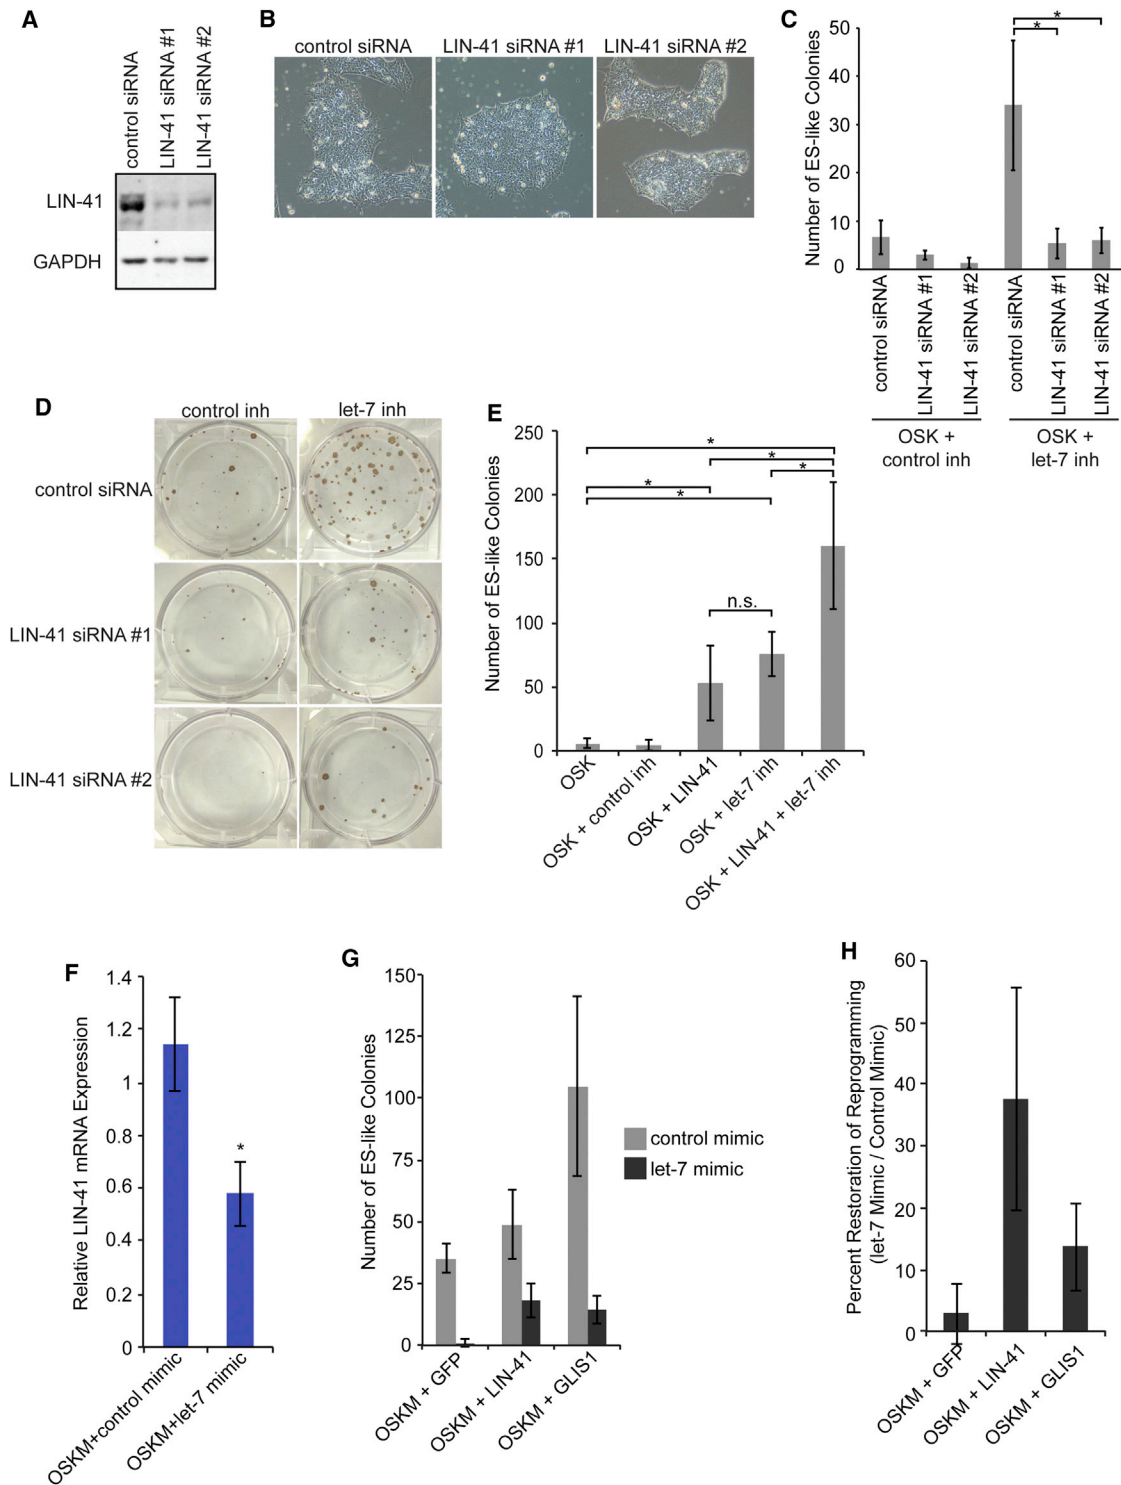 A
control siRNA
LIN-41 siRNA #1
LIN-41 siRNA #2
LIN-41
GAPDH
B
control siRNA
LIN-41 siRNA #1
LIN-41 siRNA #2
C
Number of ES-like Colonies
50
40
30
20
10
0
*
*
control siRNA
LIN-41 siRNA #1
LIN-41 siRNA #2
control siRNA
LIN-41 siRNA #1
LIN-41 siRNA #2
OSK +
control inh
OSK +
let-7 inh
D
control inh
let-7 inh
control siRNA
LIN-41 siRNA #1
LIN-41 siRNA #2
E
Number of ES-like Colonies
250
200
150
100
50
0
*
*
*
*
*
n.s.
OSK
OSK + control inh
OSK + LIN-41
OSK + let-7 inh
OSK + LIN-41 + let-7 inh
F
Relative LIN-41 mRNA Expression
1.4
1.2
1
0.8
0.6
0.4
0.2
0
*
OSKM+control mimic
OSKM+let-7 mimic
G
Number of ES-like Colonies
150
125
100
75
50
25
0
control mimic
let-7 mimic
OSKM + GFP
OSKM + LIN-41
OSKM + GLIS1
H
Percent Restoration of Reprogramming
(let-7 Mimic / Control Mimic)
60
50
40
30
20
10
0
OSKM + GFP
OSKM + LIN-41
OSKM + GLIS1